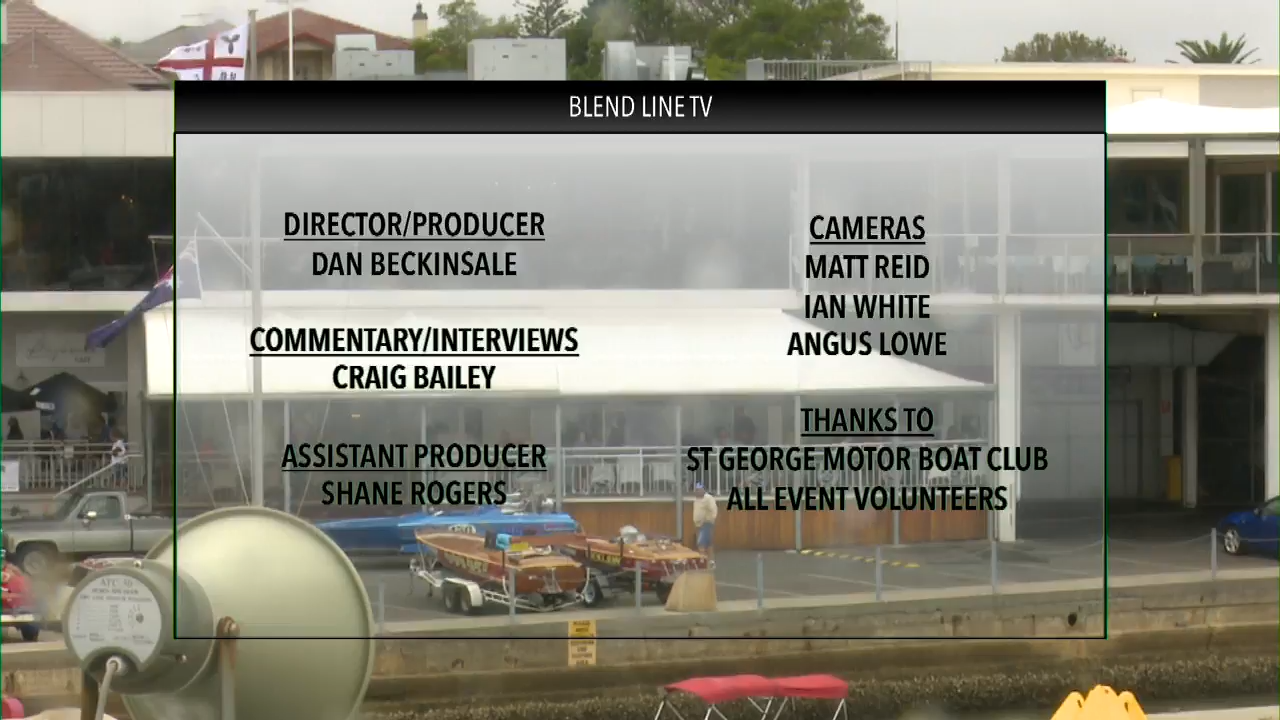 BLEND LINE TV
DIRECTOR/PRODUCER
DAN BECKINSALE
COMMENTARY/INTERVIEWS
CRAIG BAILEY
ASSISTANT PRODUCER
SHANE ROGERS
CAMERAS
MATT REID
IAN WHITE
ANGUS LOWE
THANKS TO
ST GEORGE MOTOR BOAT CLUB
ALL EVENT VOLUNTEERS